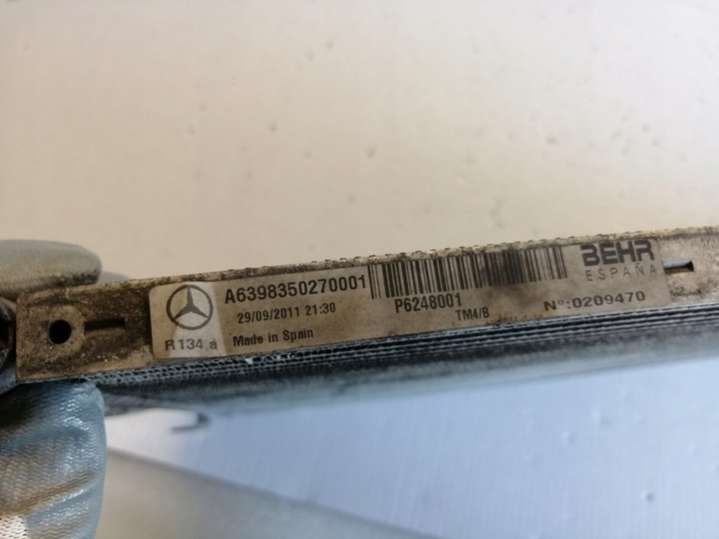 A6398350270001
29/09/2011 21:30
R 134 a Made in Spain
P6248001
TM4/B
BEHR
ESPAÑA
Nº:0209470